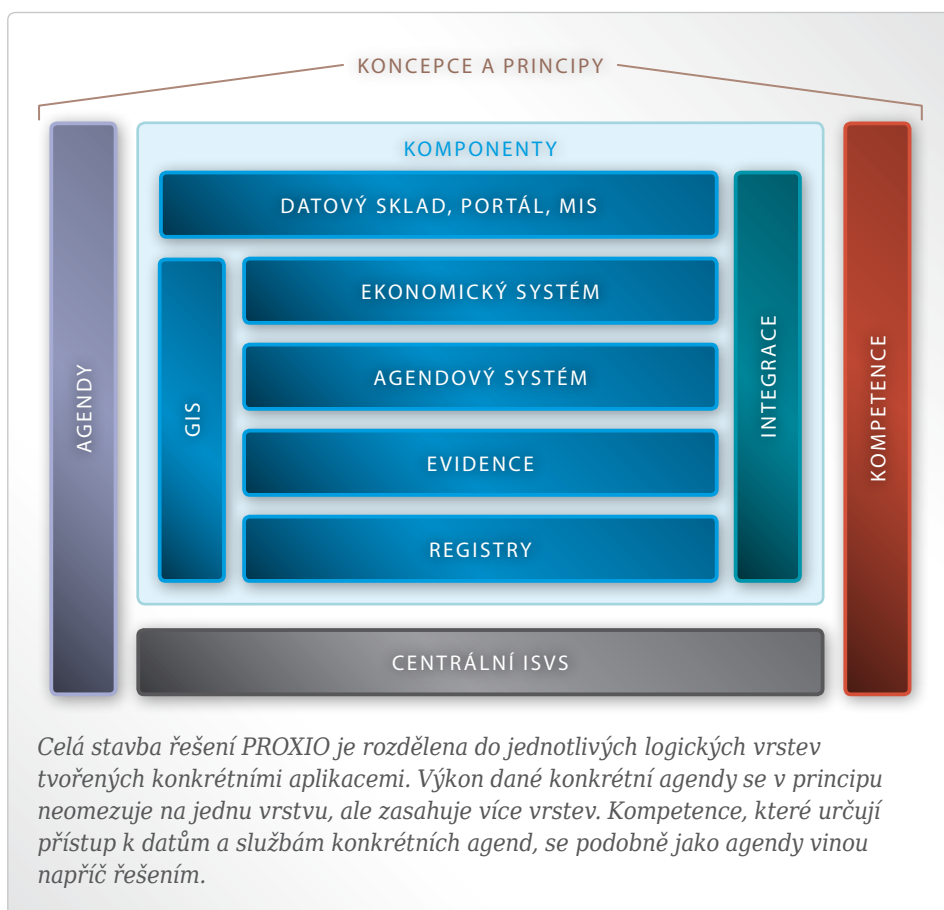 KONCEPCE A PRINCIPY
AGENDY
KOMPONENTY
DATOVÝ SKLAD, PORTÁL, MIS
GIS
EKONOMICKÝ SYSTÉM
AGENDOVÝ SYSTÉM
EVIDENCE
REGISTRY
INTEGRACE
KOMPETENCE
CENTRÁLNÍ ISVS
Celá stavba řešení PROXIO je rozdělena do jednotlivých logických vrstev
tvořených konkrétními aplikacemi. Výkon dané konkrétní agendy se v principu
neomezuje na jednu vrstvu, ale zasahuje více vrstev. Kompetence, které určují
přístup k datům a službám konkrétních agend, se podobně jako agendy vinou
napříč řešením.